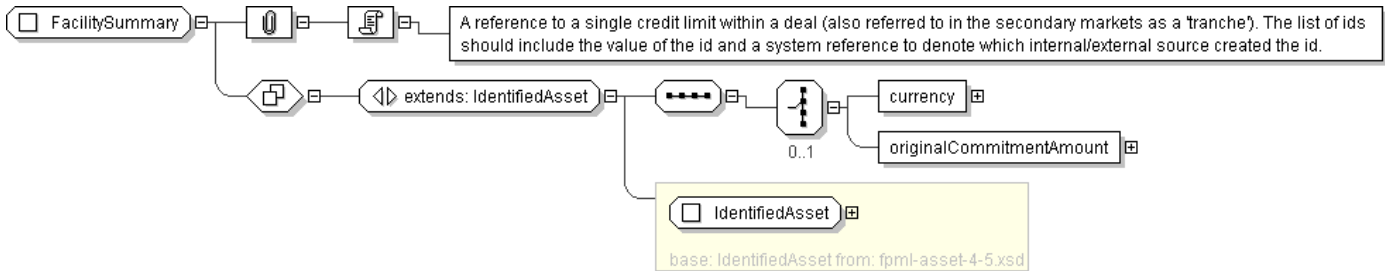 FacilitySummary
A reference to a single credit limit within a deal (also referred to in the secondary markets as a 'tranche'). The list of ids
should include the value of the id and a system reference to denote which internal/external source created the id.
extends: IdentifiedAsset
currency
0..1
originalCommitmentAmount
IdentifiedAsset
base: IdentifiedAsset from: fpml-asset-4-5.xsd